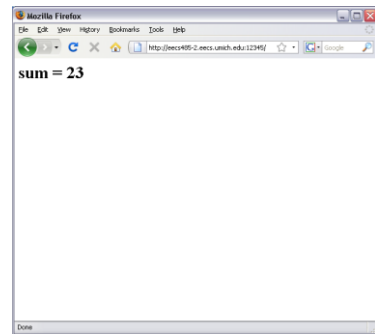 Mozilla Firefox
File Edit View History Bookmarks Tools Help
http://eecs485-2.eecs.umich.edu:12345/ Google
sum = 23
Done